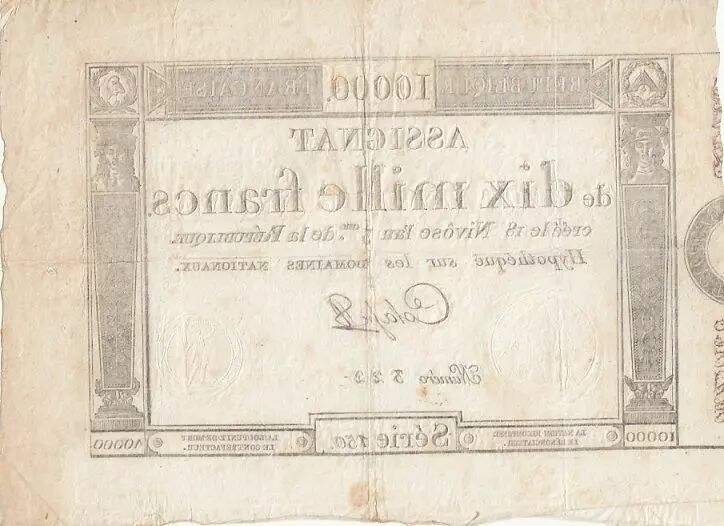 RÉPUBLIQUE 10000. FRANÇAISE
ASSIGNAT
de dix mille francs.
créé le 18 Nivôse l'an 3.me de la République.
Hypothéqué sur les DOMAINES NATIONAUX.
Numéro
Série 150.
10000
LA NATION RÉCOMPENSE
LE DÉNONCIATEUR.
LA LOI PUNIT DE MORT
LE CONTREFACTEUR.
10000